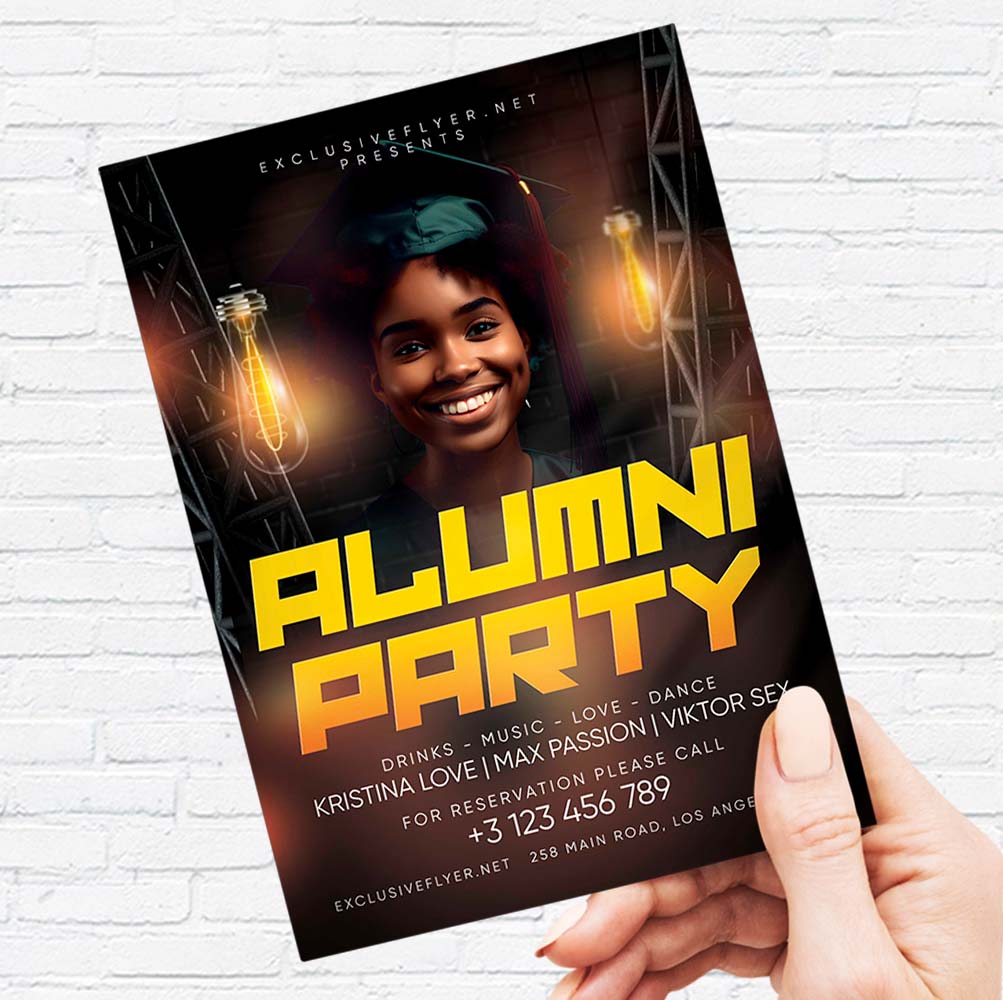 EXCLUSIVEFLYER.NET
PRESENTS
ALUMNI
PARTY
DRINKS - MUSIC - LOVE - DANCE
KRISTINA LOVE | MAX PASSION | VIKTOR SEX
FOR RESERVATION PLEASE CALL
+3 123 456 789
EXCLUSIVEFLYER.NET 258 MAIN ROAD, LOS ANGE